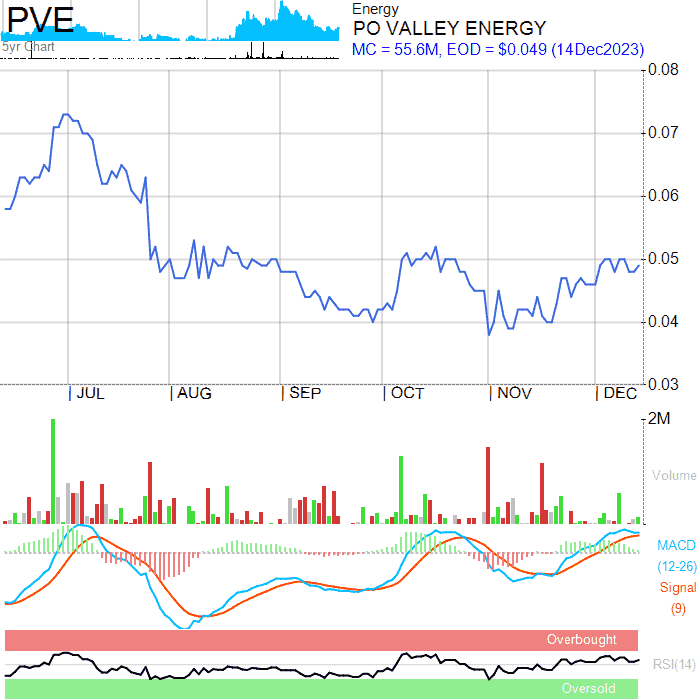 PVE
5yr Chart
Energy
PO VALLEY ENERGY
MC = 55.6M, EOD = $0.049 (14Dec2023)
0.08
0.07
0.06
0.05
0.04
0.03
JUL AUG SEP OCT NOV DEC
2M
Volume
MACD
(12-26)
Signal
(9)
Overbought
RSI(14)
Oversold